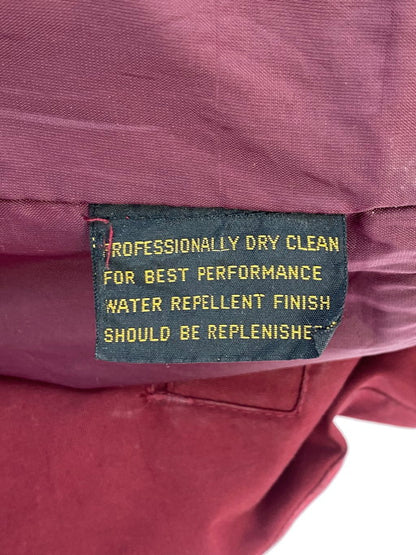 PROFESSIONALLY DRY CLEAN
FOR BEST PERFORMANCE
WATER REPELLENT FINISH
SHOULD BE REPLENISHED